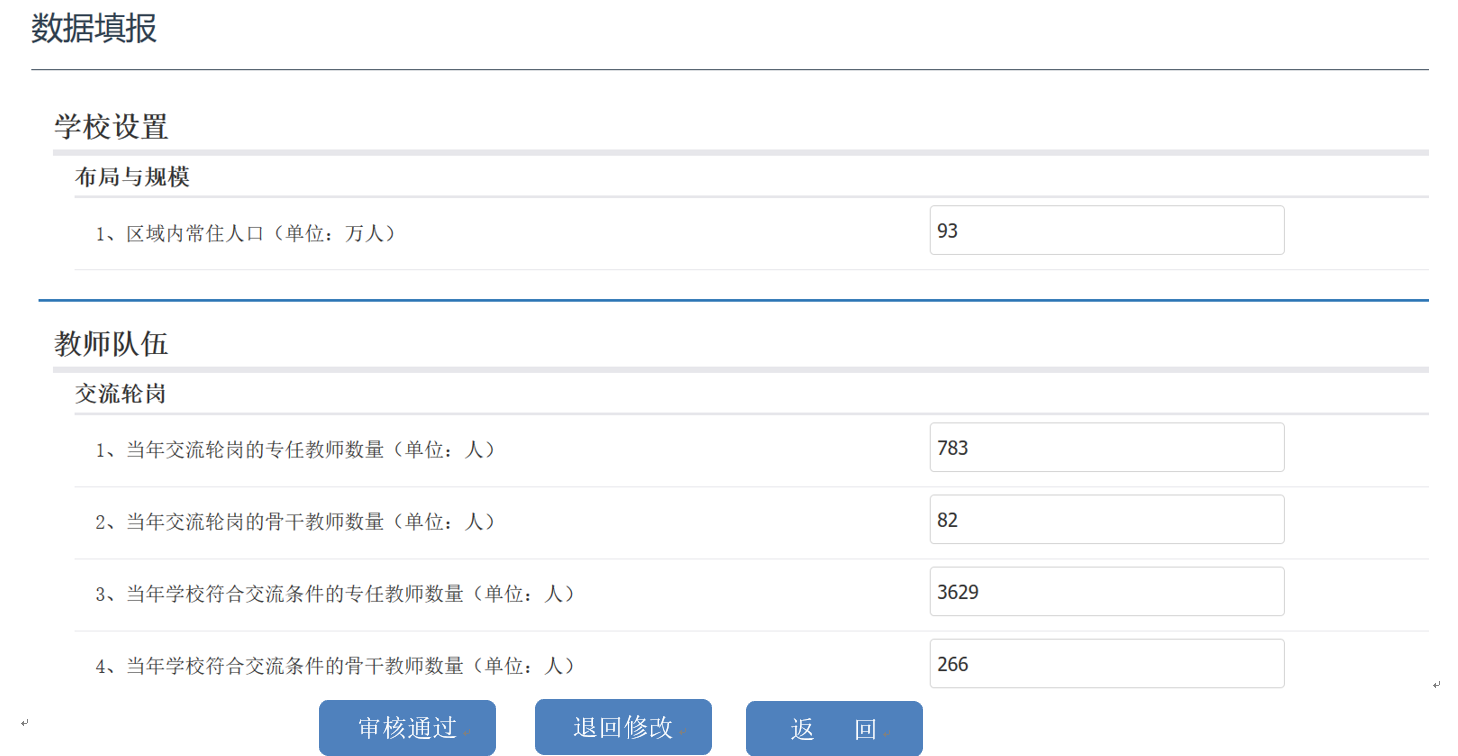 数据填报
学校设置
布局与规模
1、区域内常住人口（单位：万人） 93
教师队伍
交流轮岗
1、当年交流轮岗的专任教师数量（单位：人） 783
2、当年交流轮岗的骨干教师数量（单位：人） 82
3、当年学校符合交流条件的专任教师数量（单位：人） 3629
4、当年学校符合交流条件的骨干教师数量（单位：人） 266
审核通过 退回修改 返 回